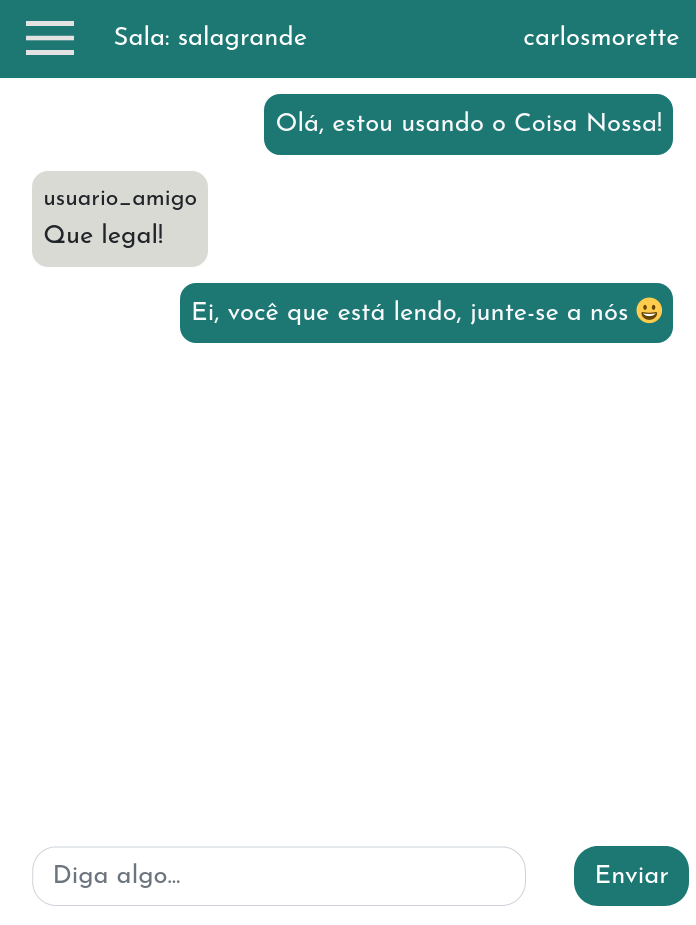 Sala: salagrande
carlosmorette
Olá, estou usando o Coisa Nossa!
usuario_amigo
Que legal!
Ei, você que está lendo, junte-se a nós 😀
Diga algo...
Enviar